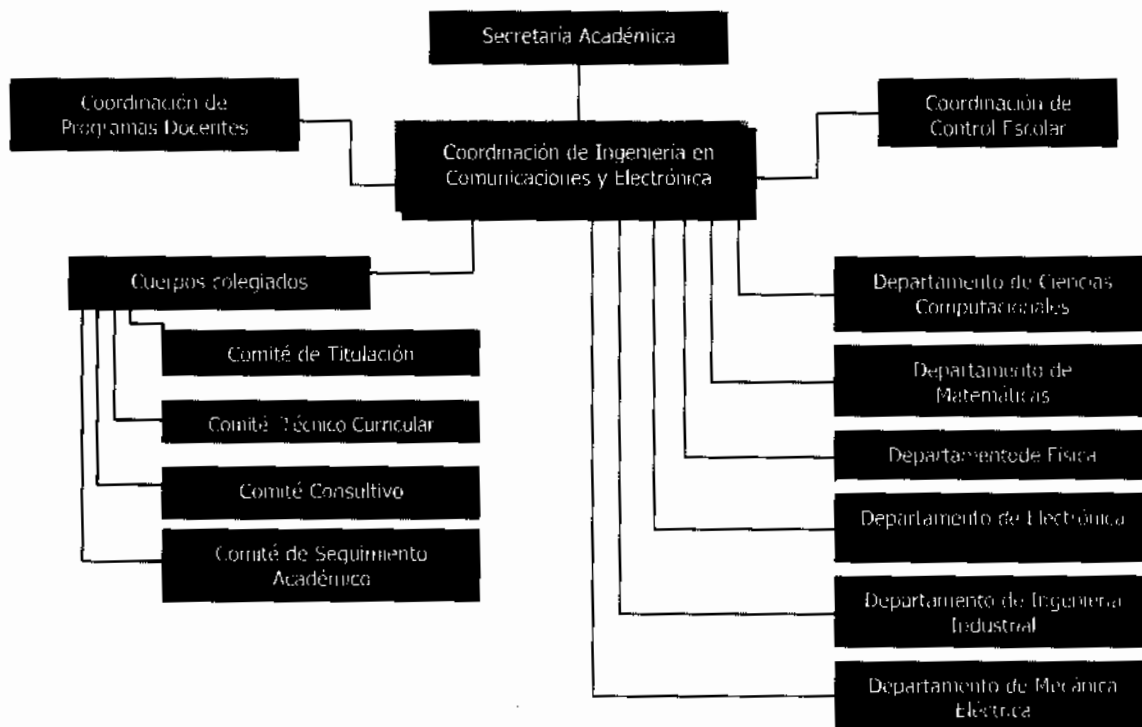 Secretaría Académica
Coordinación de
Programas Docentes
Coordinación de
Control Escolar
Coordinación de Ingeniería en
Comunicaciones y Electrónica
Cuerpos colegiados
Comité de Titulación
Comité Técnico Curricular
Comité Consultivo
Comité de Seguimiento
Académico
Departamento de Ciencias
Computacionales
Departamento de
Matemáticas
Departamentode Física
Departamento de Electrónica
Departamento de Ingeniería
Industrial
Departamento de Mecánica
Eléctrica